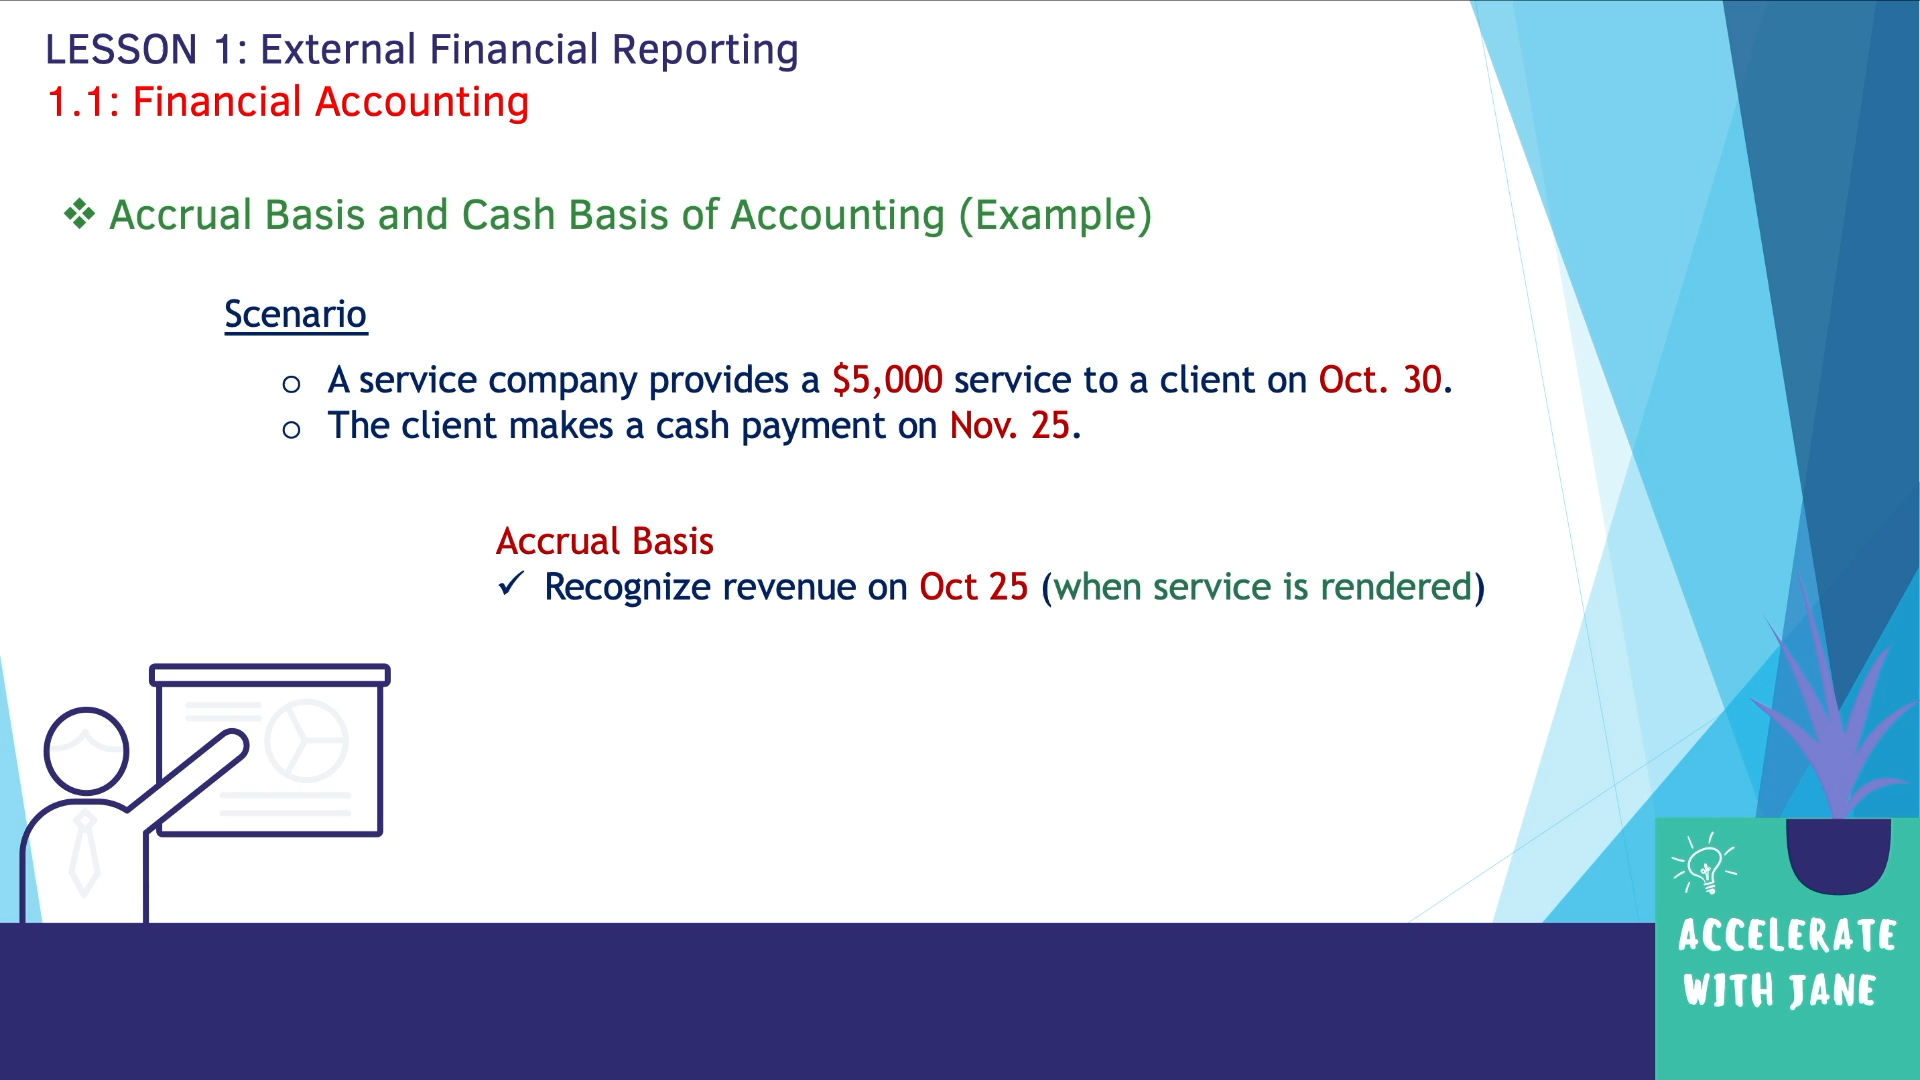 LESSON 1: External Financial Reporting
1.1: Financial Accounting
❖ Accrual Basis and Cash Basis of Accounting (Example)
Scenario
o A service company provides a $5,000 service to a client on Oct. 30.
o The client makes a cash payment on Nov. 25.
Accrual Basis
✓ Recognize revenue on Oct 25 (when service is rendered)
ACCELERATE
WITH JANE